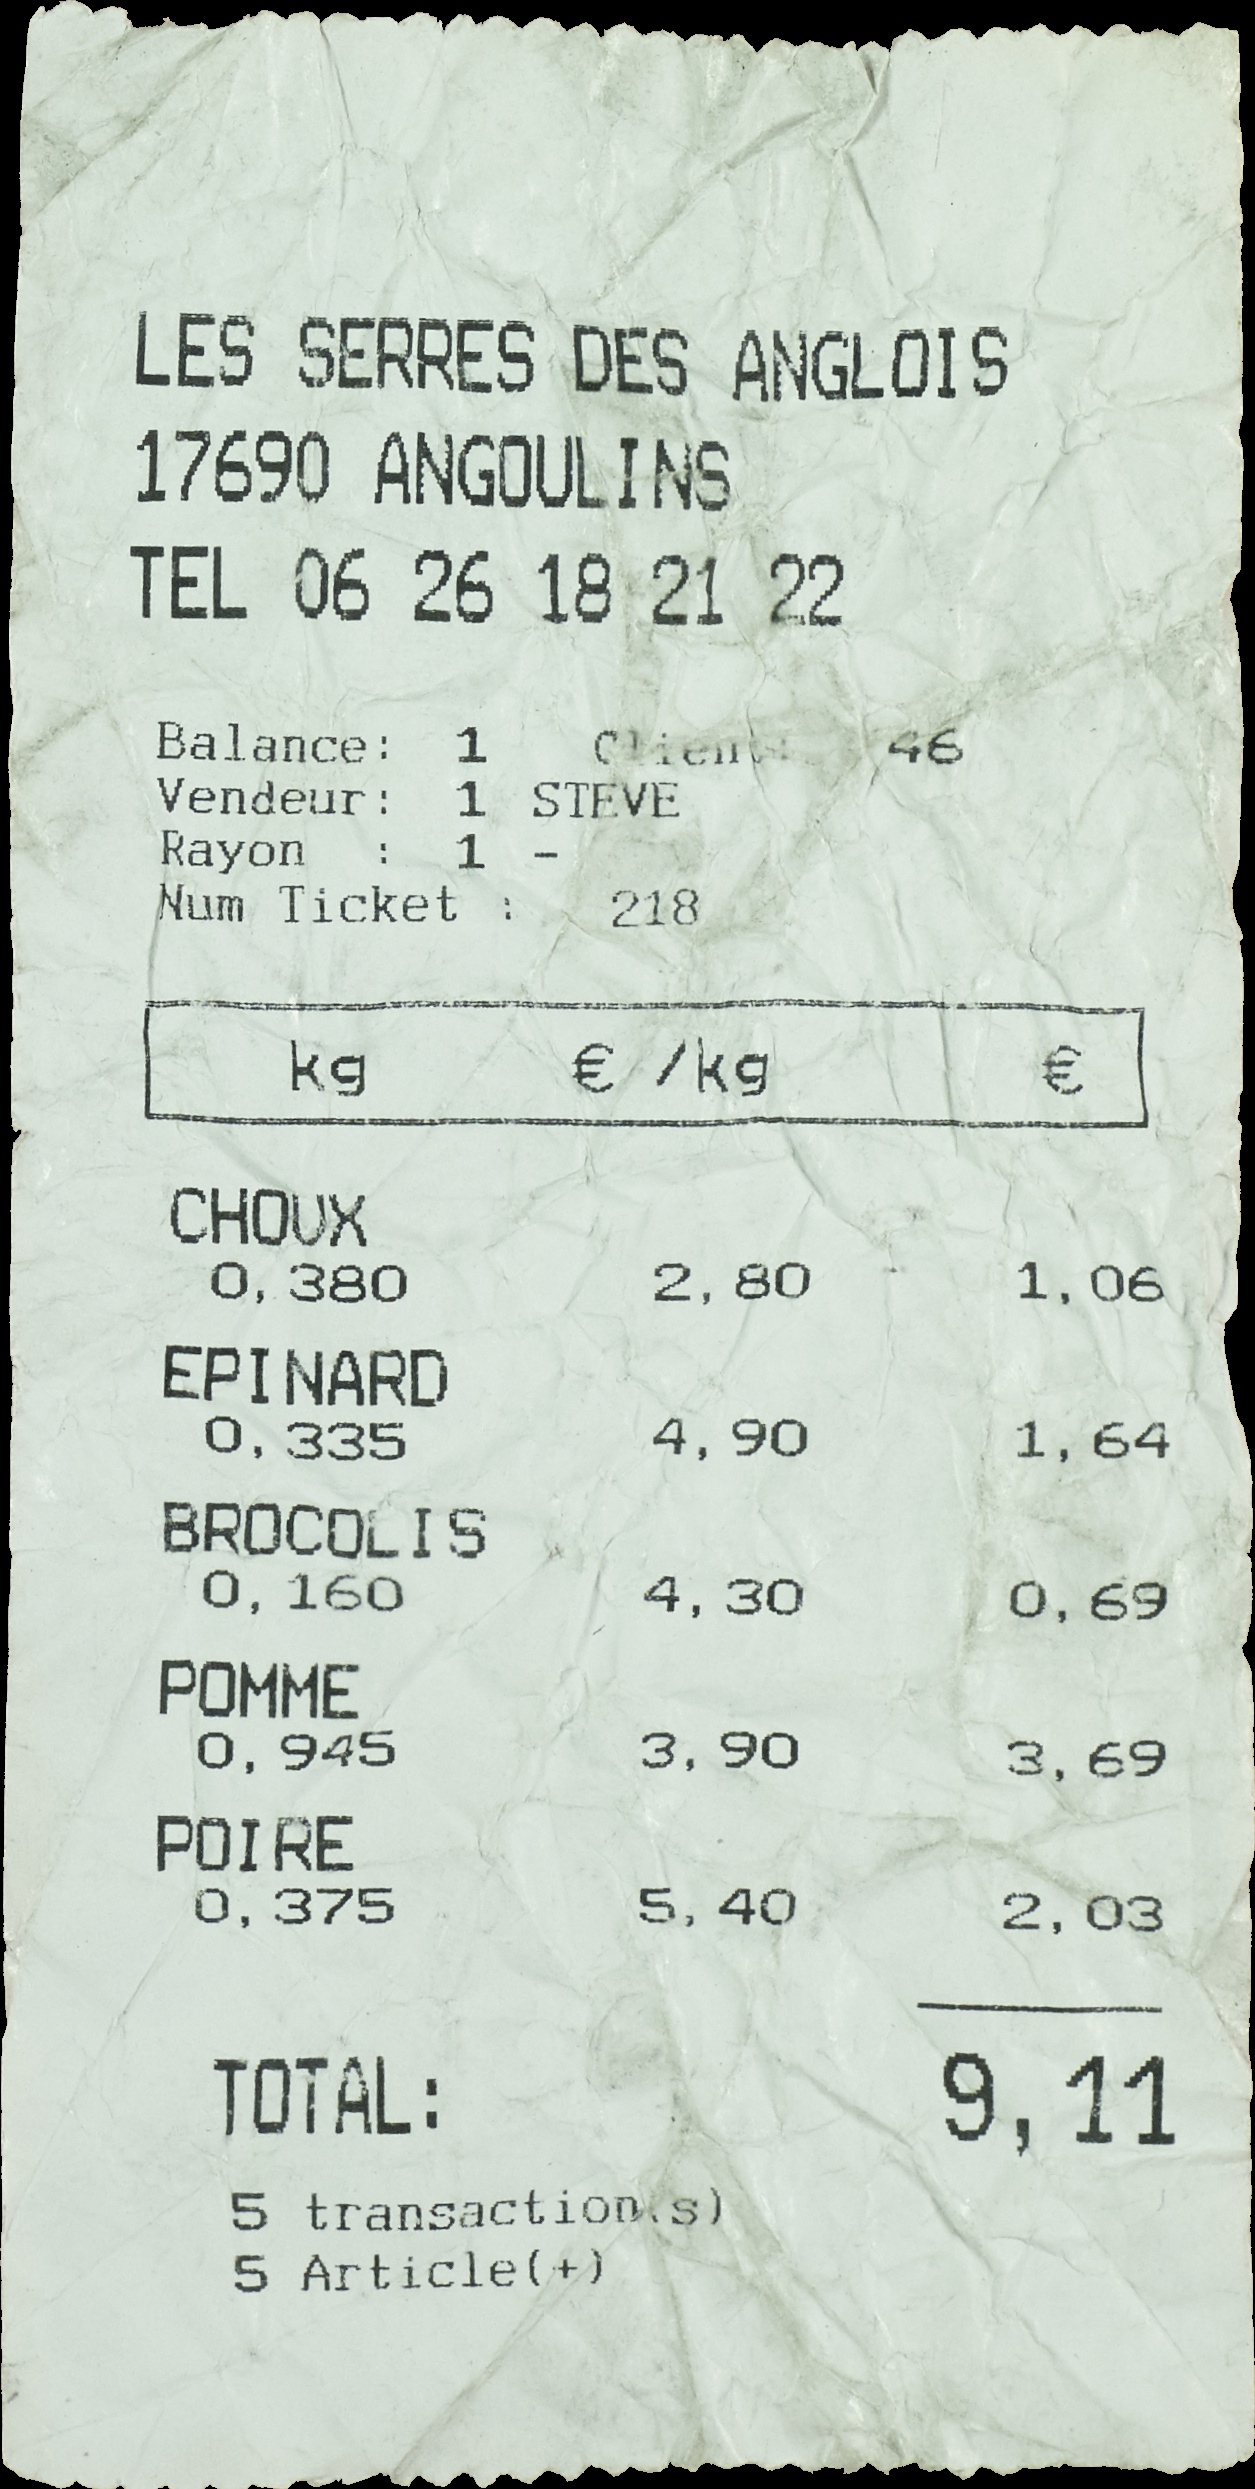 LES SERRES DES ANGLOIS
17690 ANGOULINS
TEL 06 26 18 21 22
Balance: 1 Client: 46
Vendeur: 1 STEVE
Rayon : 1 -
Num Ticket : 218
kg € /kg €
CHOUX
0,380 2,80 1,06
EPINARD
0,335 4,90 1,64
BROCOLIS
0,160 4,30 0,69
POMME
0,945 3,90 3,69
POIRE
0,375 5,40 2,03
TOTAL: 9,11
5 transaction(s)
5 Article(+)